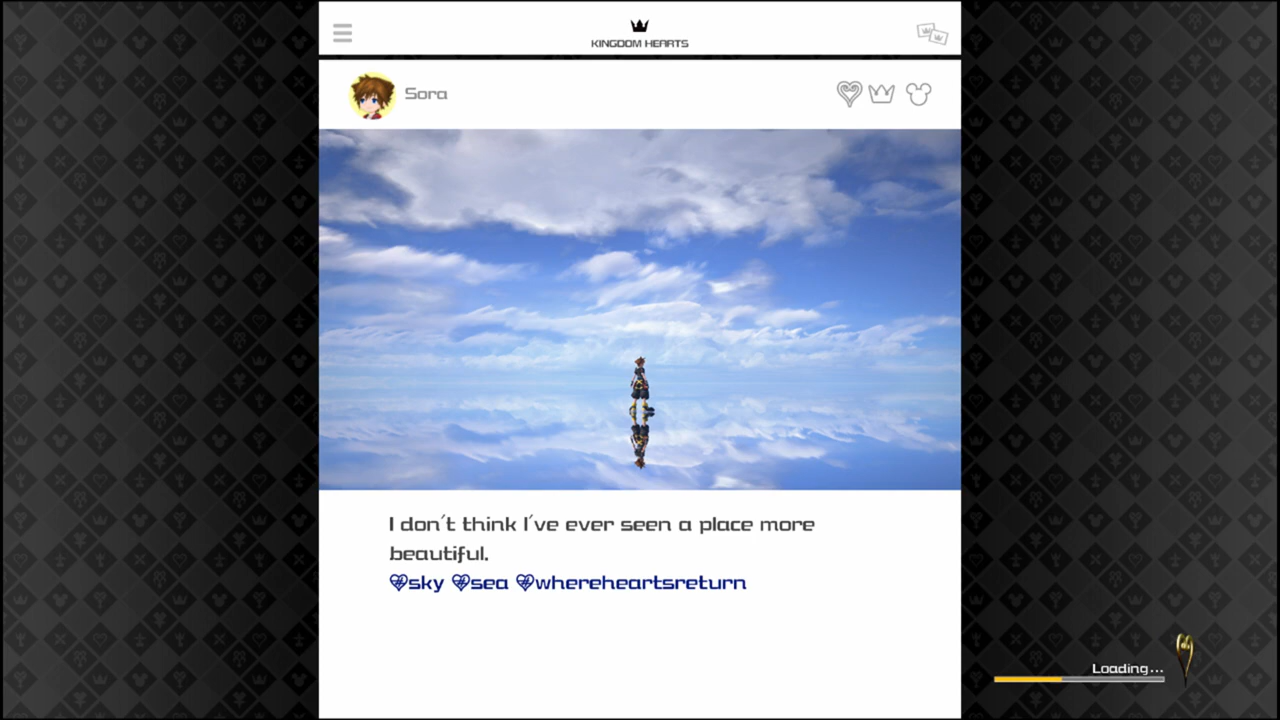 KINGDOM HEARTS
Sora
I don't think I've ever seen a place more
beautiful.
#sky #sea #whereheartsreturn
Loading...